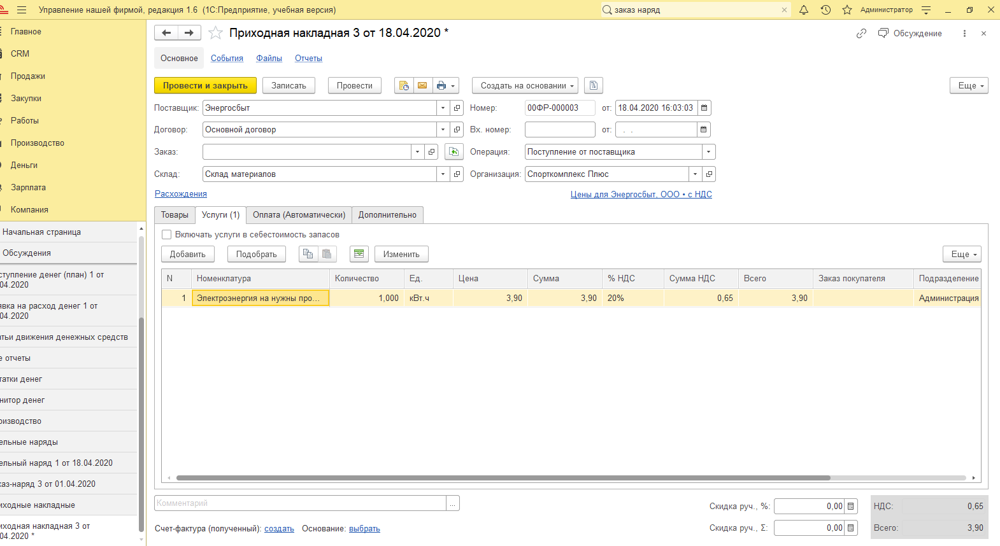 Управление нашей фирмой, редакция 1.6 (1С:Предприятие, учебная версия)
заказ наряд
Администратор
Главное
CRM
Продажи
Закупки
Работы
Производство
Деньги
Зарплата
Компания
Начальная страница
Обсуждения
ступление денег (план) 1 от
04.2020
явка на расход денег 1 от
04.2020
атьи движения денежных средств
е отчеты
татки денег
нитор денег
оизводство
ельные наряды
ельный наряд 1 от 18.04.2020
каз-наряд 3 от 01.04.2020
иходные накладные
иходная накладная 3 от
04.2020 *
Приходная накладная 3 от 18.04.2020 *
Обсуждение
Основное События Файлы Отчеты
Провести и закрыть Записать Провести Создать на основании Еще
Поставщик: Энергосбыт Номер: 00ФР-000003 от: 18.04.2020 16:03:03
Договор: Основной договор Вх. номер: от: . .
Заказ: Операция: Поступление от поставщика
Склад: Склад материалов Организация: Спорткомплекс Плюс
Расхождения Цены для Энергосбыт, ООО • с НДС
Товары Услуги (1) Оплата (Автоматически) Дополнительно
Включать услуги в себестоимость запасов
Добавить Подобрать Изменить Еще
N Номенклатура Количество Ед. Цена Сумма % НДС Сумма НДС Всего Заказ покупателя Подразделение
1 Электроэнергия на нужны про... 1,000 кВт.ч 3,90 3,90 20% 0,65 3,90 Администрация
Комментарий ...
Скидка руч., %: 0,00 НДС: 0,65
Счет-фактура (полученный): создать Основание: выбрать Скидка руч., Σ: 0,00 Всего: 3,90